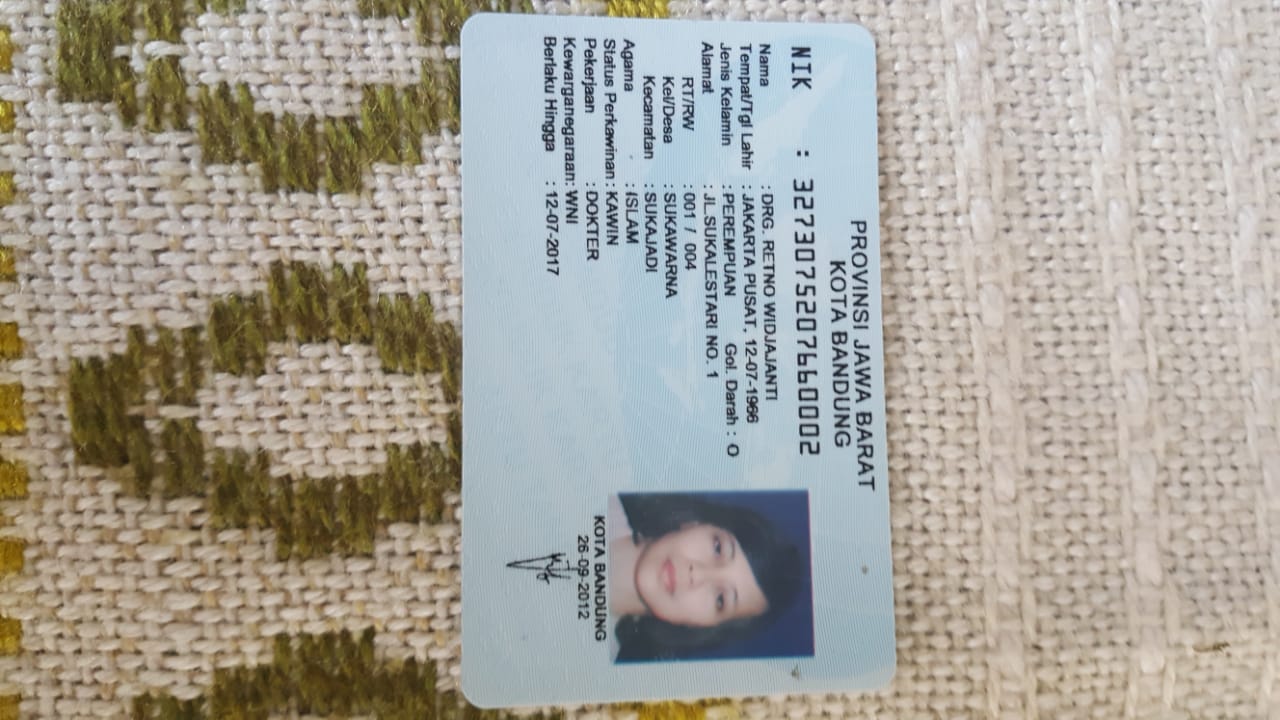 PROVINSI JAWA BARAT
KOTA BANDUNG
NIK : 3273075207660002
Nama : DRG. RETNO WIDJAJANTI
Tempat/Tgl Lahir : JAKARTA PUSAT, 12-07-1966
Jenis Kelamin : PEREMPUAN Gol. Darah : O
Alamat : JL.SUKALESTARI NO. 1
RT/RW : 001 / 004
Kel/Desa : SUKAWARNA
Kecamatan : SUKAJADI
Agama : ISLAM
Status Perkawinan : KAWIN
Pekerjaan : DOKTER
Kewarganegaraan: WNI
Berlaku Hingga : 12-07-2017
KOTA BANDUNG
26-09-2012